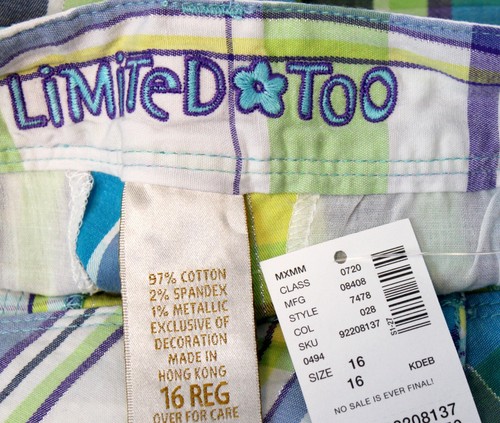 LiMiTeD TOO
97% COTTON
2% SPANDEX
1% METALLIC
EXCLUSIVE OF
DECORATION
MADE IN
HONG KONG
16 REG
OVER FOR CARE
MXMM
CLASS 0720
MFG 08408
STYLE 7478
COL 028
SKU 92208137
0494
SIZE 16 KDEB
16
NO SALE IS EVER FINAL!
51-27